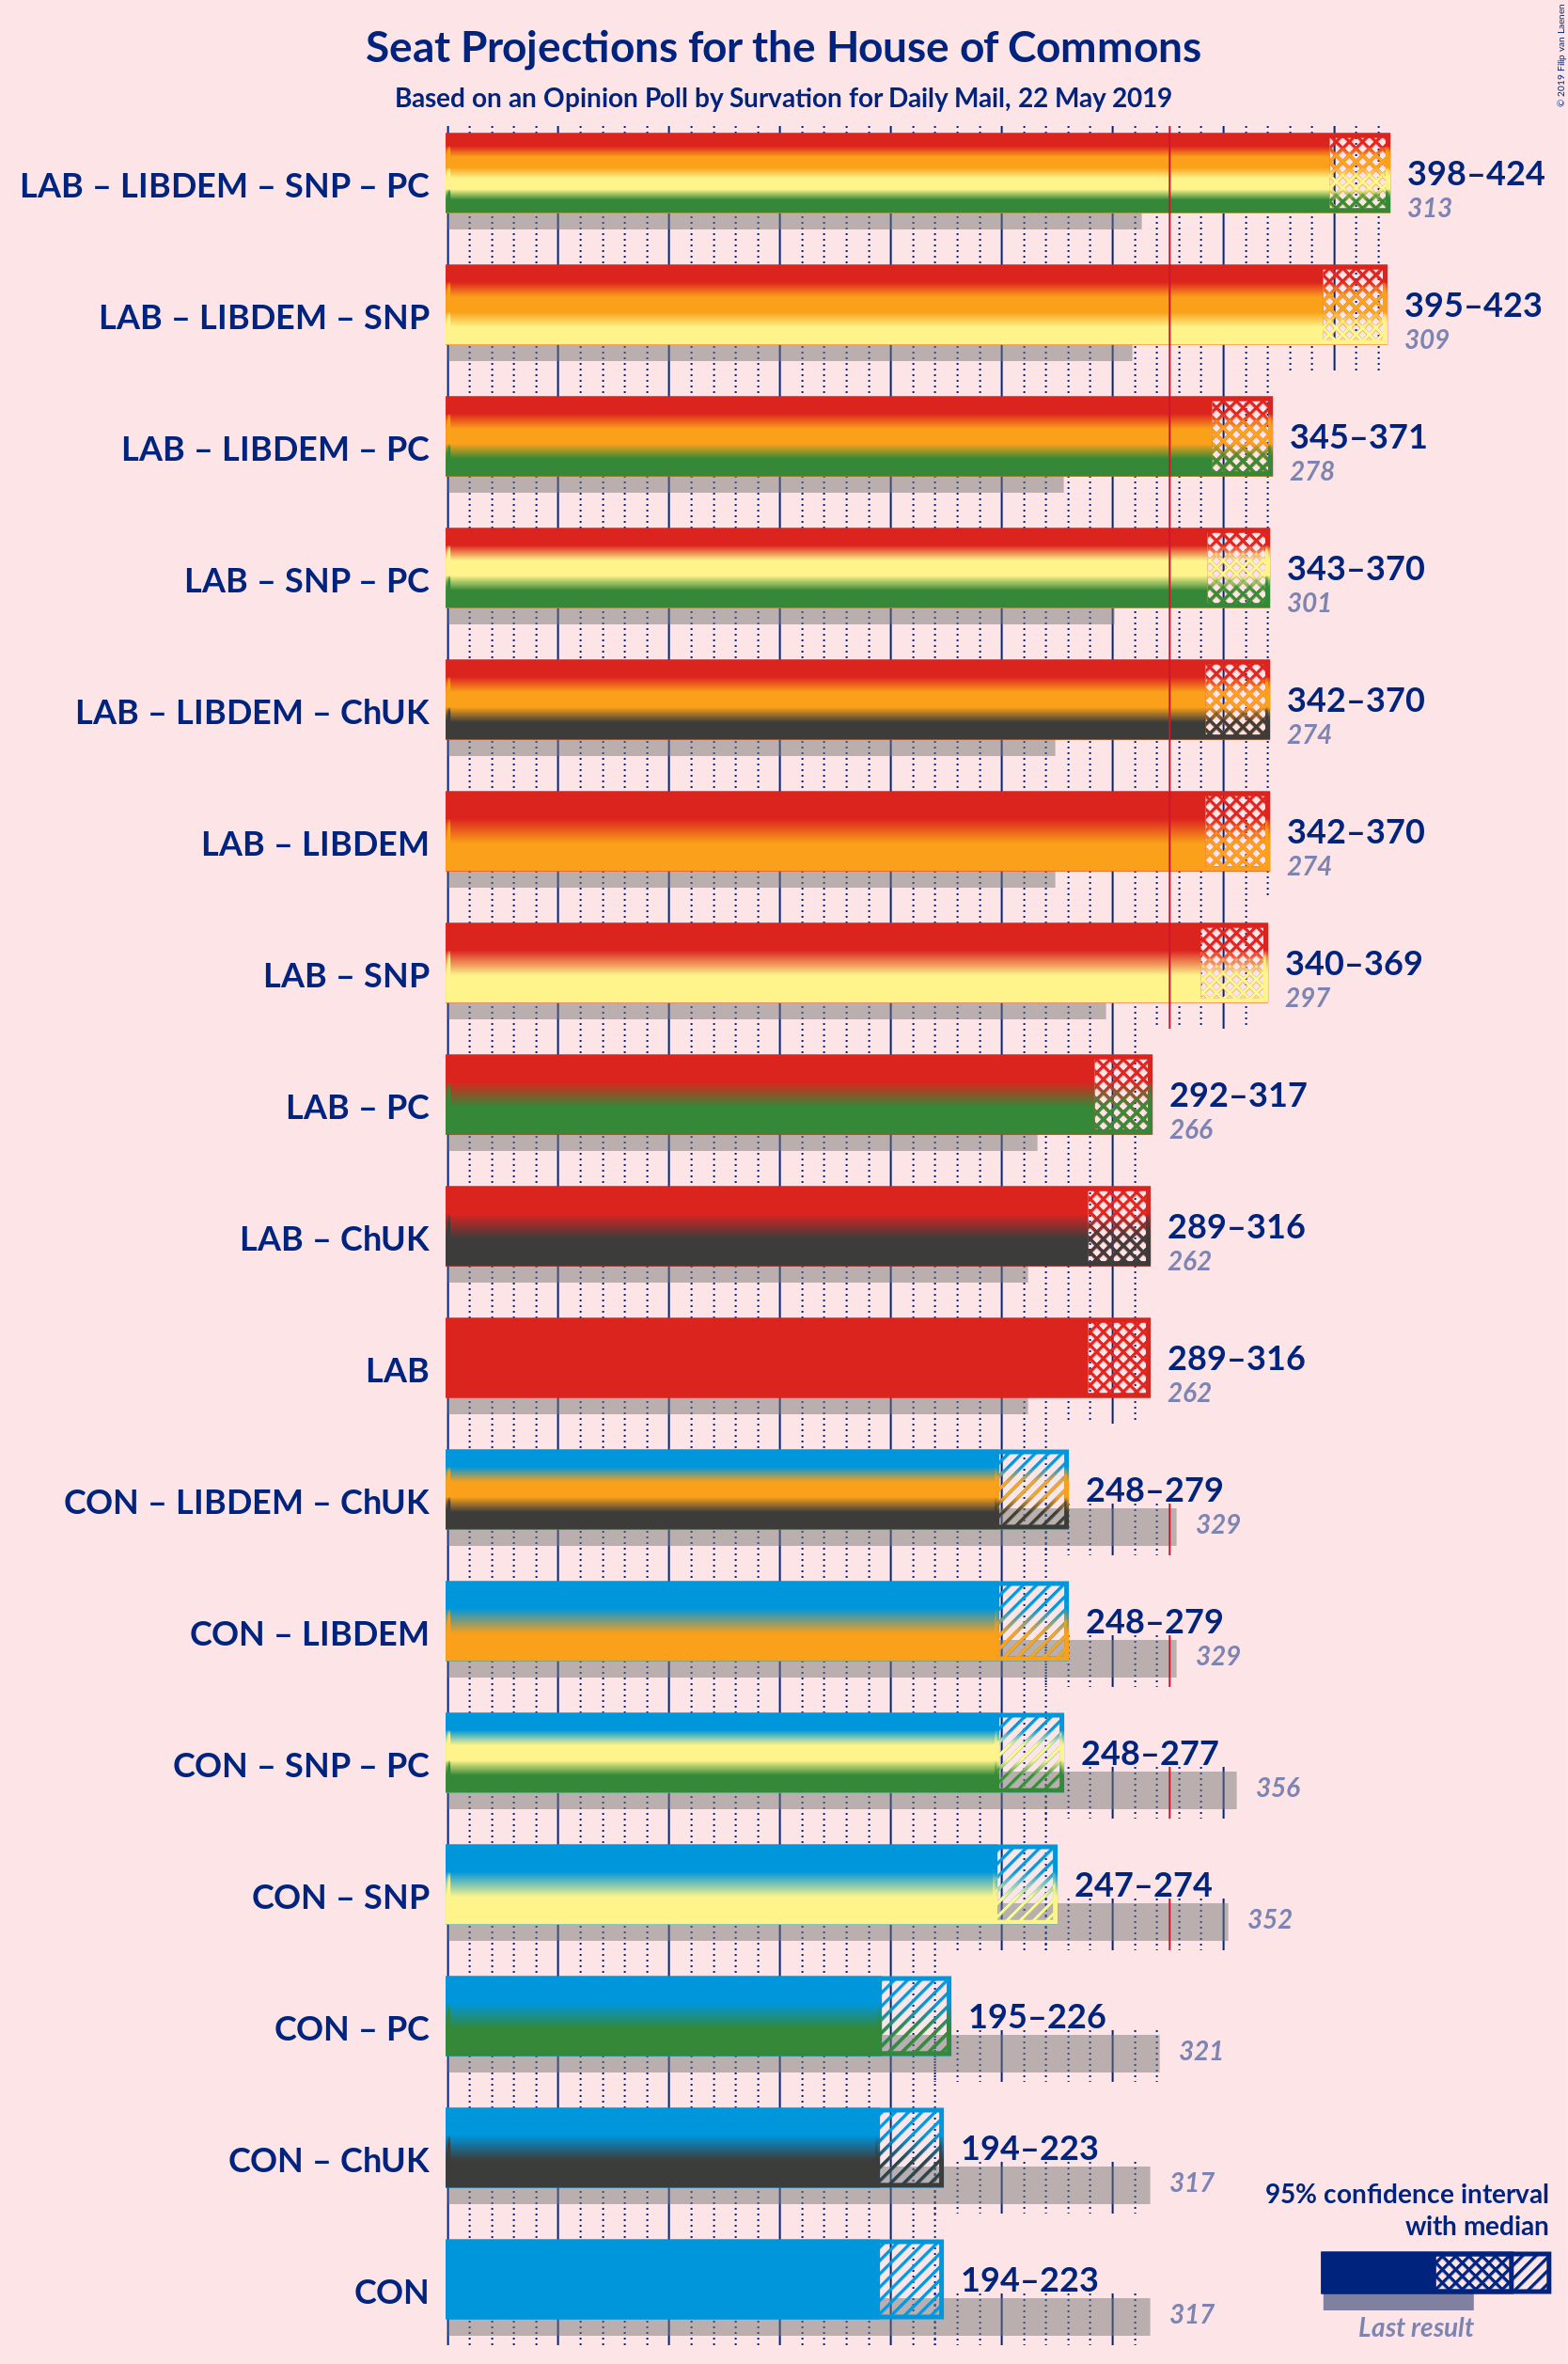 Seat Projections for the House of Commons
Based on an Opinion Poll by Survation for Daily Mail, 22 May 2019
© 2019 Filip van Laenen
LAB – LIBDEM – SNP – PC
398–424
313
LAB – LIBDEM – SNP
395–423
309
LAB – LIBDEM – PC
345–371
278
LAB – SNP – PC
343–370
301
LAB – LIBDEM – ChUK
342–370
274
LAB – LIBDEM
342–370
274
LAB – SNP
340–369
297
LAB – PC
292–317
266
LAB – ChUK
289–316
262
LAB
289–316
262
CON – LIBDEM – ChUK
248–279
329
CON – LIBDEM
248–279
329
CON – SNP – PC
248–277
356
CON – SNP
247–274
352
CON – PC
195–226
321
CON – ChUK
194–223
317
CON
194–223
317
95% confidence interval
with median
Last result